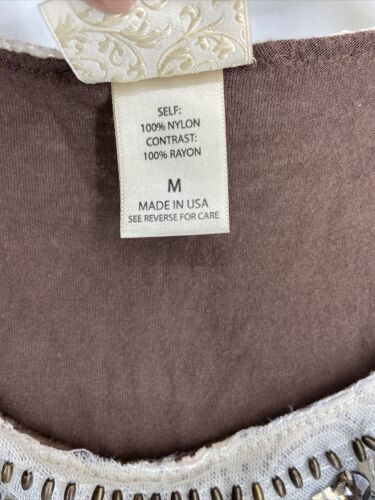 SELF:
100% NYLON
CONTRAST:
100% RAYON
M
MADE IN USA
SEE REVERSE FOR CARE